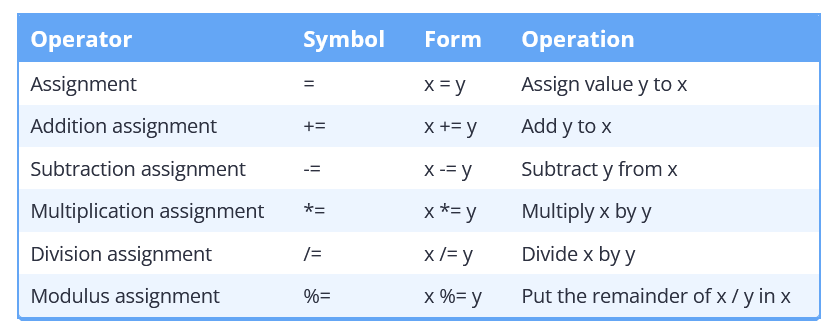 Operator Symbol Form Operation
Assignment = x = y Assign value y to x
Addition assignment += x += y Add y to x
Subtraction assignment -= x -= y Subtract y from x
Multiplication assignment *= x *= y Multiply x by y
Division assignment /= x /= y Divide x by y
Modulus assignment %= x %= y Put the remainder of x / y in x